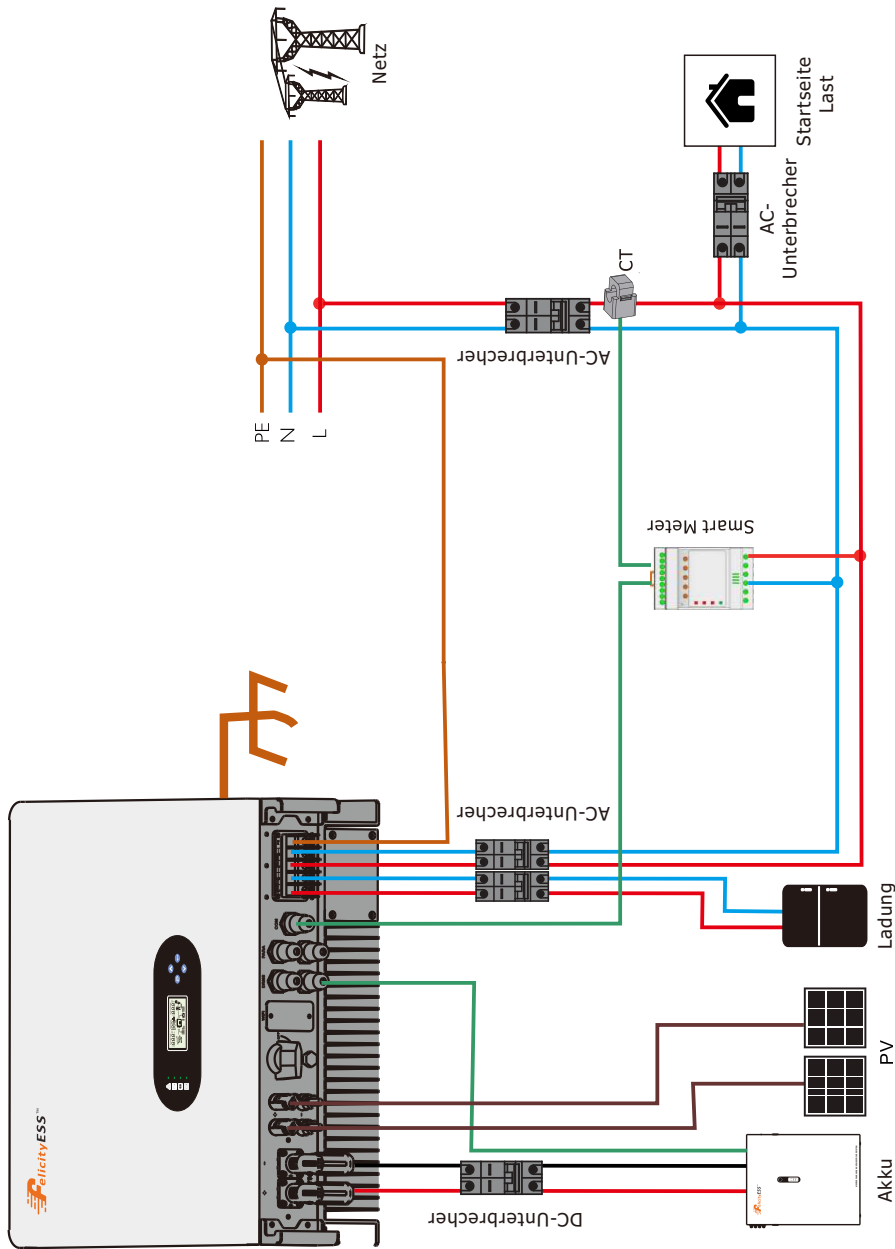 FelicityESS™
Netz
PE
N
L
AC-Unterbrecher
CT
Startseite
Last
AC-
Unterbrecher
Smart Meter
AC-Unterbrecher
DC-Unterbrecher
Ladung
PV
Akku
FelicityESS